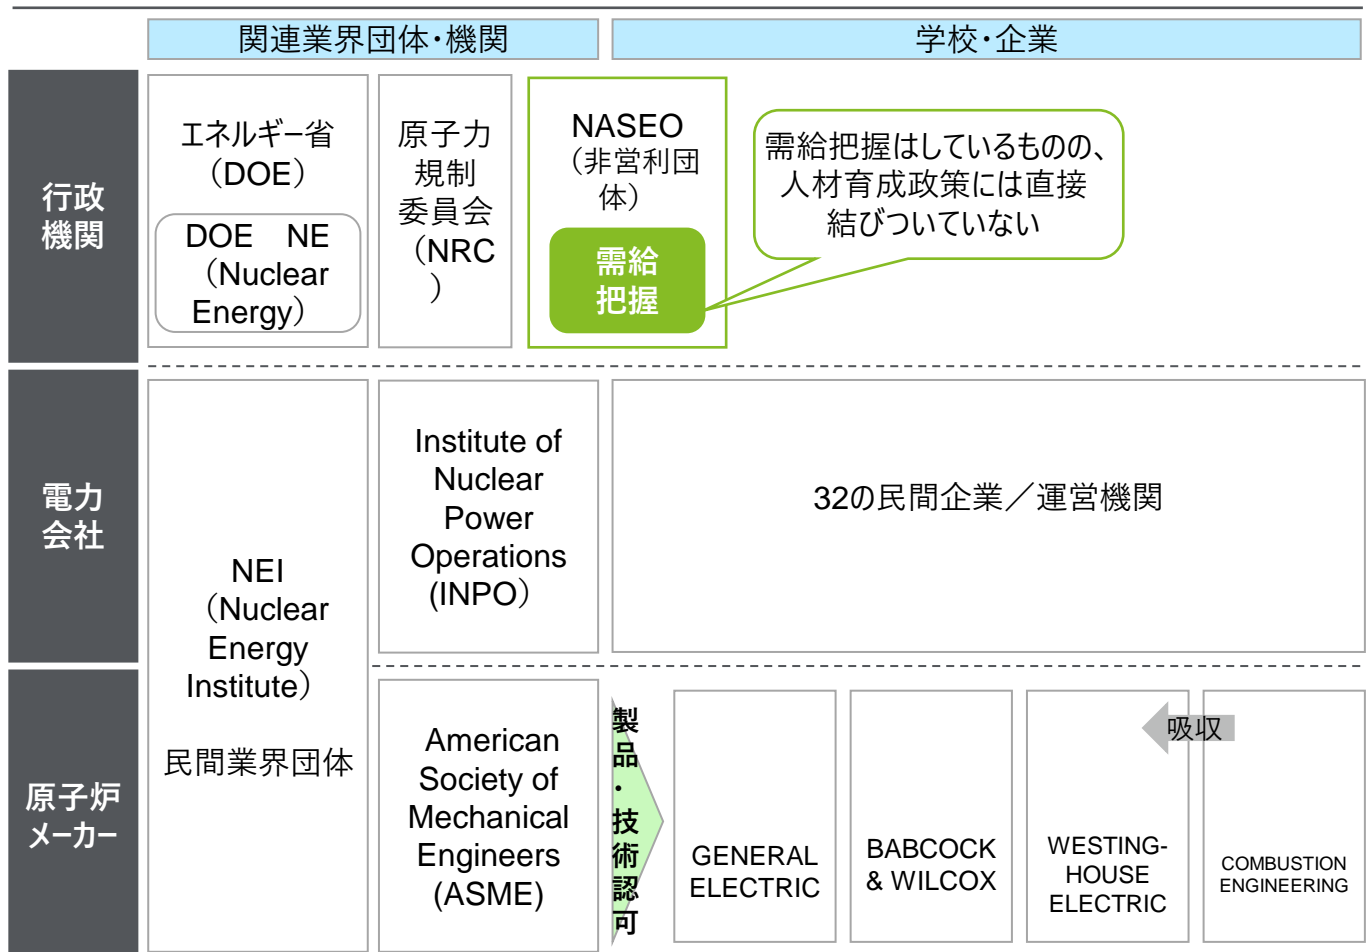 関連業界団体・機関
学校・企業
行政
機関
エネルギー省
（DOE）
DOE　NE
（Nuclear
Energy）
原子力
規制
委員会
（NRC
）
NASEO
（非営利団
体）
需給
把握
需給把握はしているものの、
人材育成政策には直接
結びついていない
電力
会社
NEI
（Nuclear
Energy
Institute）
民間業界団体
Institute of
Nuclear
Power
Operations
(INPO）
32の民間企業／運営機関
原子炉
メーカー
American
Society of
Mechanical
Engineers
(ASME)
製品・技術認可
GENERAL
ELECTRIC
BABCOCK
& WILCOX
WESTING-
HOUSE
ELECTRIC
吸収
COMBUSTION
ENGINEERING